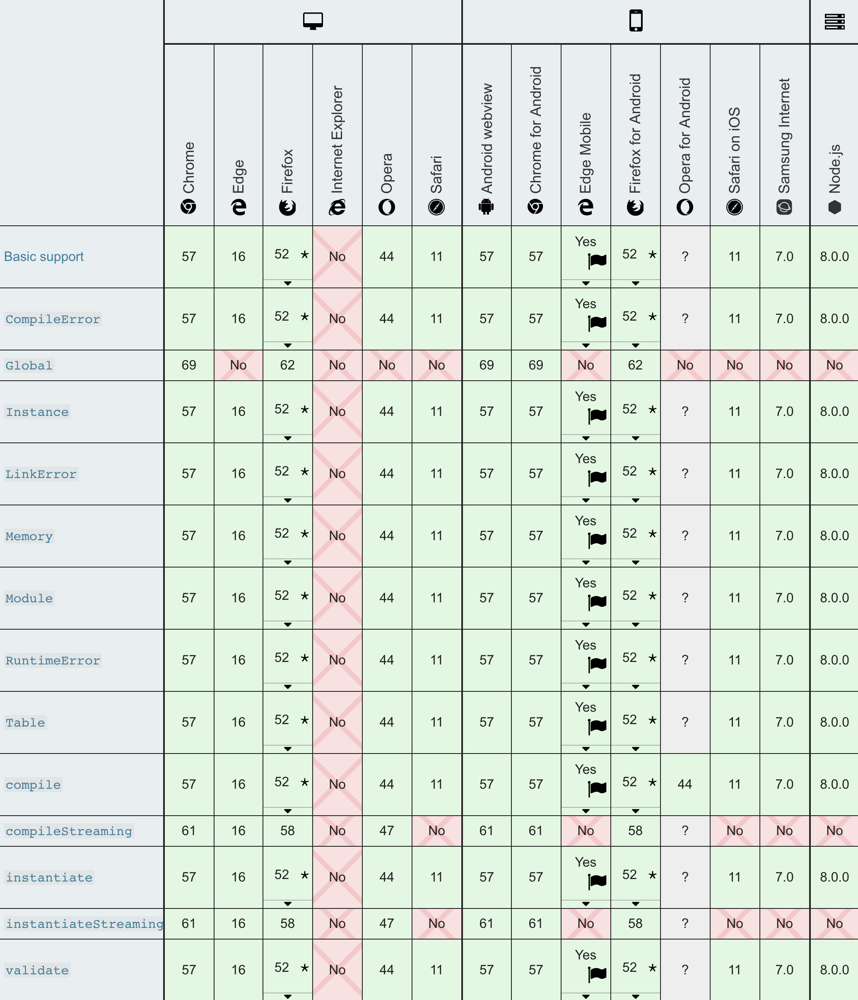 Chrome
Edge
Firefox
Internet Explorer
Opera
Safari
Android webview
Chrome for Android
Edge Mobile
Firefox for Android
Opera for Android
Safari on iOS
Samsung Internet
Node.js
Basic support 57 16 52 * No 44 11 57 57 Yes 52 * ? 11 7.0 8.0.0
CompileError 57 16 52 * No 44 11 57 57 Yes 52 * ? 11 7.0 8.0.0
Global 69 No 62 No No No 69 69 No 62 No No No No
Instance 57 16 52 * No 44 11 57 57 Yes 52 * ? 11 7.0 8.0.0
LinkError 57 16 52 * No 44 11 57 57 Yes 52 * ? 11 7.0 8.0.0
Memory 57 16 52 * No 44 11 57 57 Yes 52 * ? 11 7.0 8.0.0
Module 57 16 52 * No 44 11 57 57 Yes 52 * ? 11 7.0 8.0.0
RuntimeError 57 16 52 * No 44 11 57 57 Yes 52 * ? 11 7.0 8.0.0
Table 57 16 52 * No 44 11 57 57 Yes 52 * ? 11 7.0 8.0.0
compile 57 16 52 * No 44 11 57 57 Yes 52 * 44 11 7.0 8.0.0
compileStreaming 61 16 58 No 47 No 61 61 No 58 ? No No No
instantiate 57 16 52 * No 44 11 57 57 Yes 52 * ? 11 7.0 8.0.0
instantiateStreaming 61 16 58 No 47 No 61 61 No 58 ? No No No
validate 57 16 52 * No 44 11 57 57 Yes 52 * ? 11 7.0 8.0.0